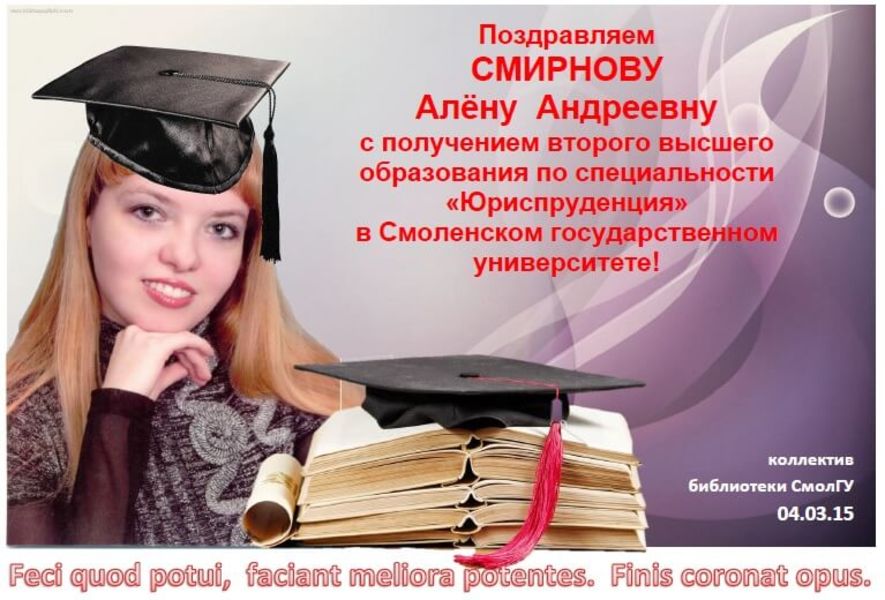 Поздравляем
СМИРНОВУ
Алёну Андреевну
с получением второго высшего
образования по специальности
«Юриспруденция»
в Смоленском государственном
университете!
коллектив
библиотеки СмолГУ
04.03.15
Feci quod potui, faciant meliora potentes. Finis coronat opus.